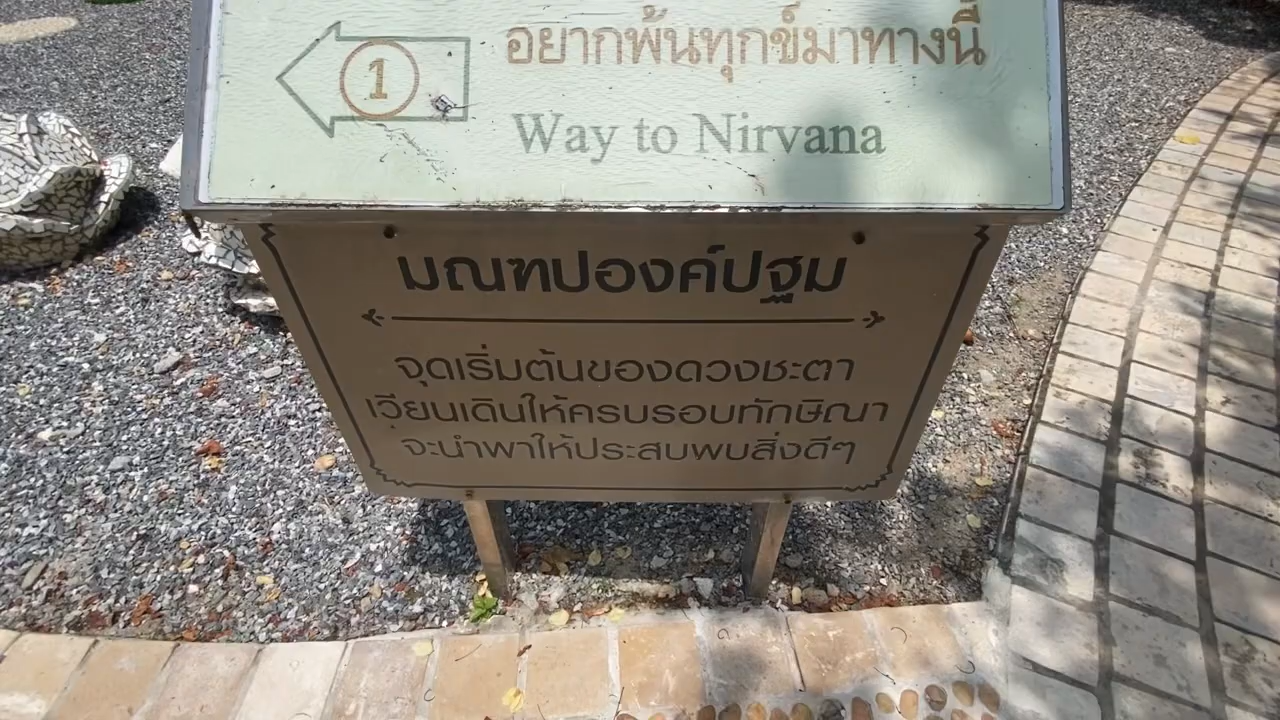 1
อยากพ้นทุกข์มาทางนี้
Way to Nirvana
มณฑปองค์ปฐม
จุดเริ่มต้นของดวงชะตา
เวียนเดินให้ครบรอบทักษิณา
จะนำพาให้ประสบพบสิ่งดีๆ